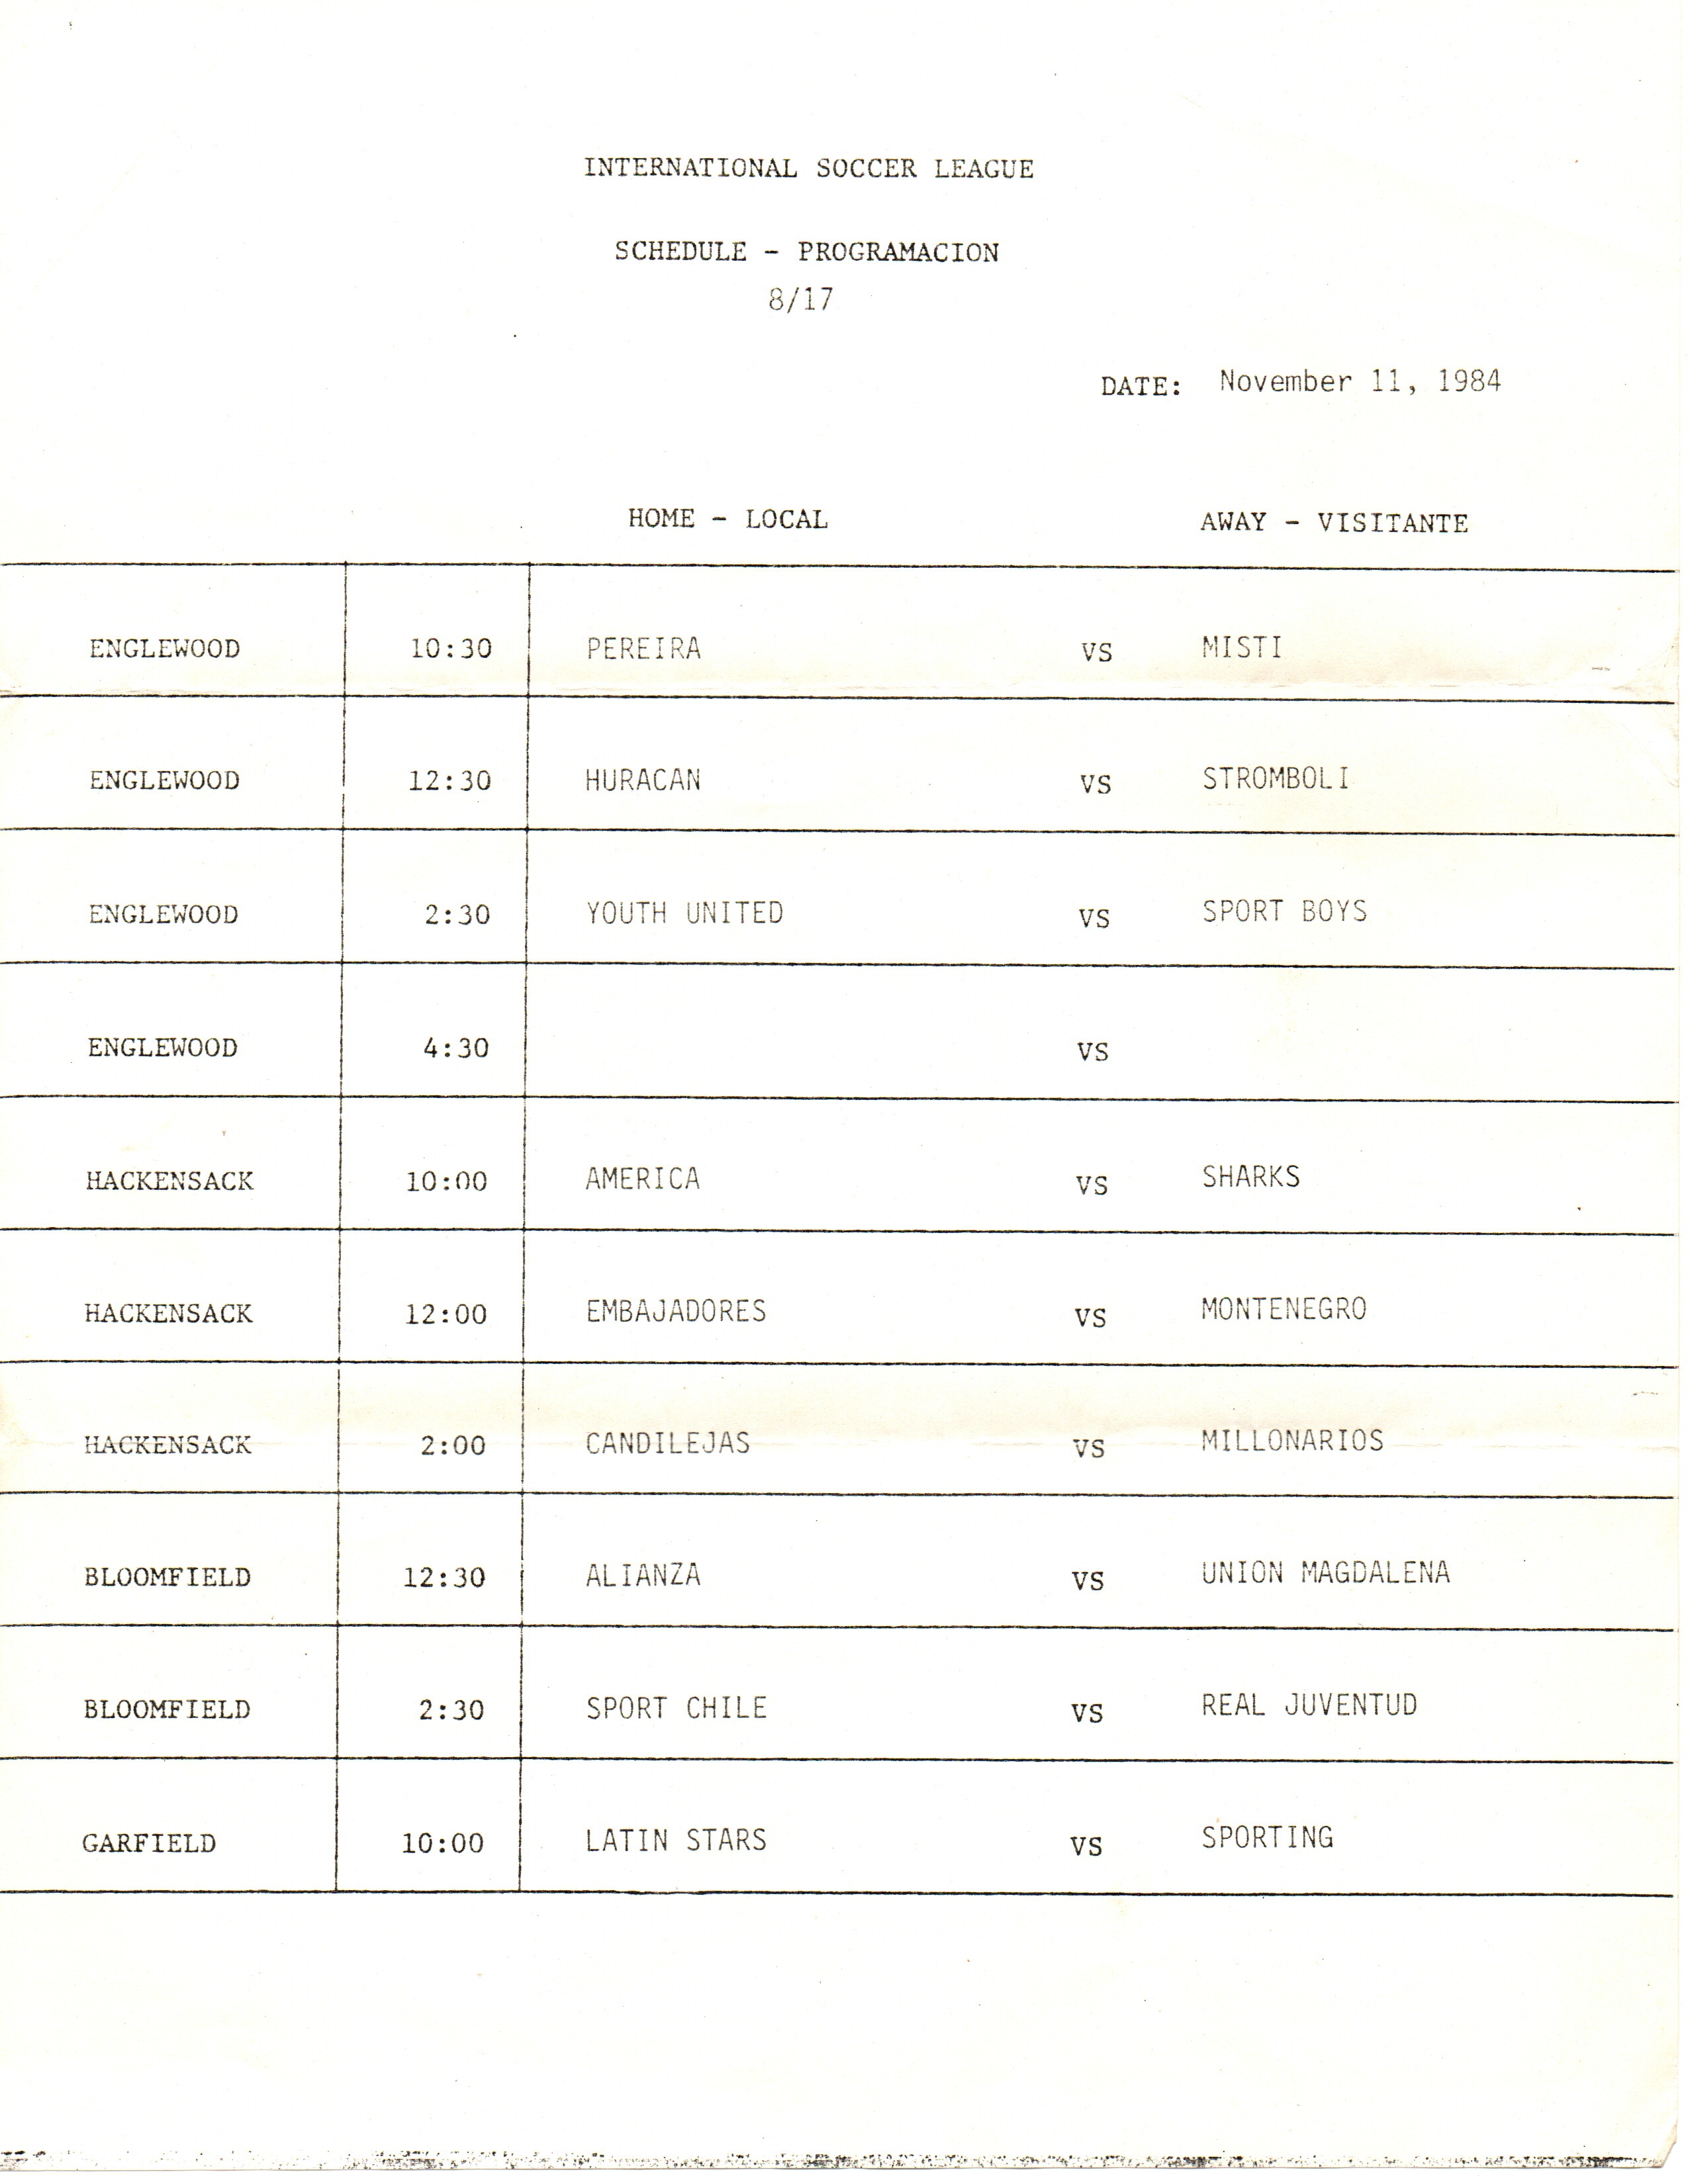 INTERNATIONAL SOCCER LEAGUE
SCHEDULE - PROGRAMACION
8/17
DATE: November 11, 1984
HOME - LOCAL AWAY - VISITANTE
ENGLEWOOD 10:30 PEREIRA VS MISTI
ENGLEWOOD 12:30 HURACAN VS STROMBOLI
ENGLEWOOD 2:30 YOUTH UNITED VS SPORT BOYS
ENGLEWOOD 4:30 VS
HACKENSACK 10:00 AMERICA VS SHARKS
HACKENSACK 12:00 EMBAJADORES VS MONTENEGRO
HACKENSACK 2:00 CANDILEJAS VS MILLONARIOS
BLOOMFIELD 12:30 ALIANZA VS UNION MAGDALENA
BLOOMFIELD 2:30 SPORT CHILE VS REAL JUVENTUD
GARFIELD 10:00 LATIN STARS VS SPORTING